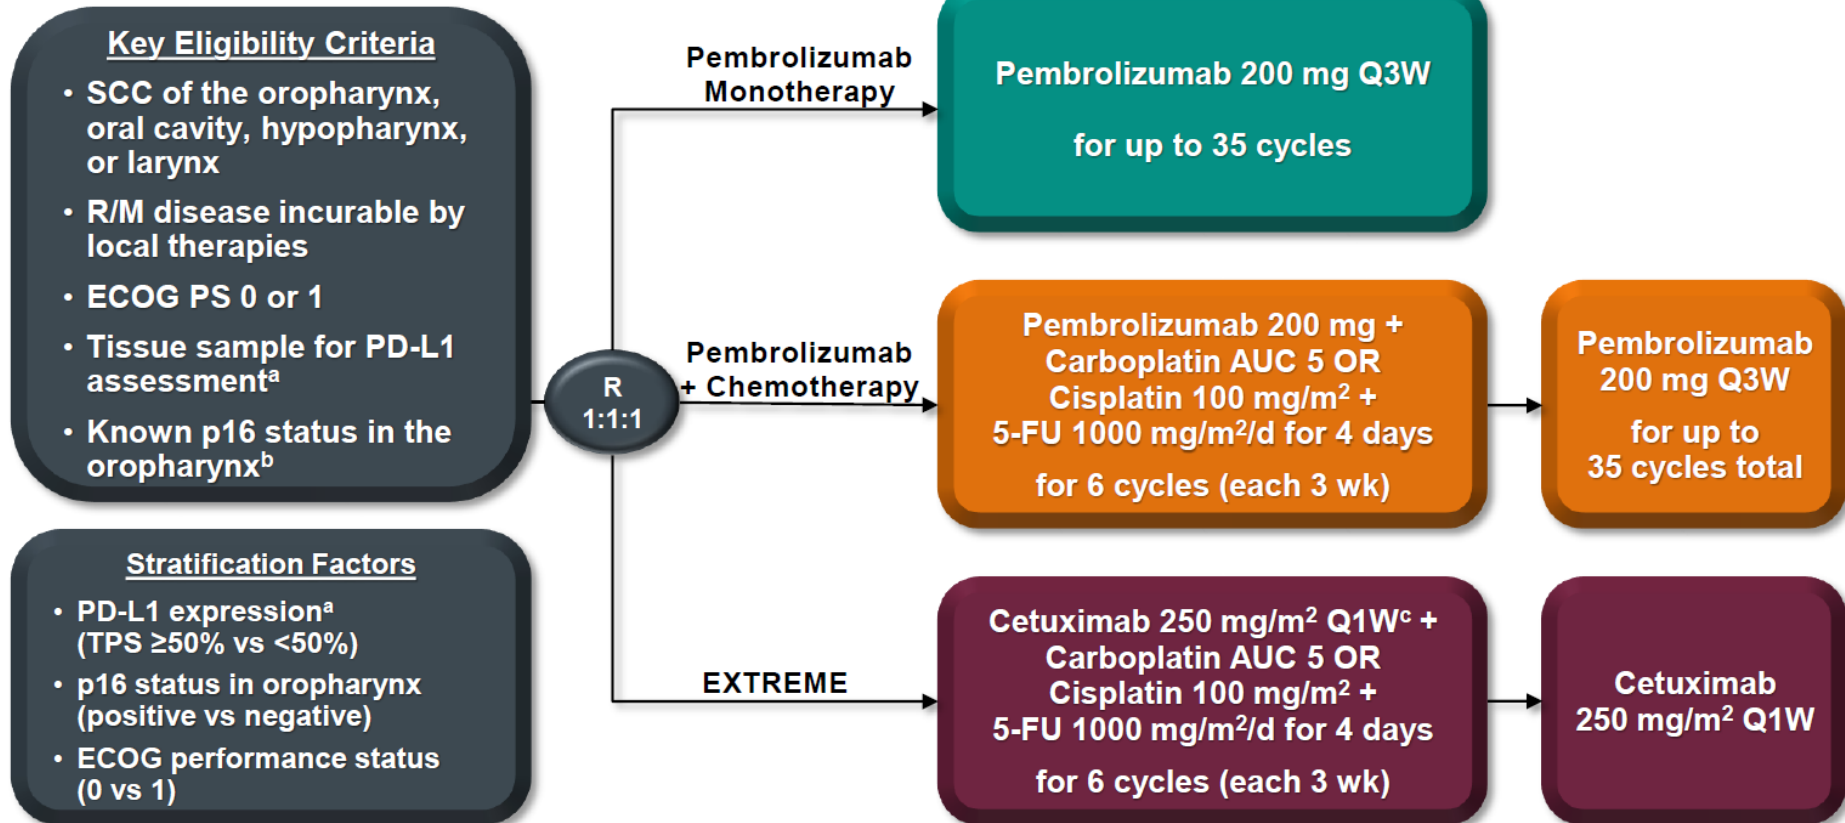 Key Eligibility Criteria
• SCC of the oropharynx,
oral cavity, hypopharynx,
or larynx
• R/M disease incurable by
local therapies
• ECOG PS 0 or 1
• Tissue sample for PD-L1
assessmentᵃ
• Known p16 status in the
oropharynxᵇ
Stratification Factors
• PD-L1 expressionᵃ
(TPS ≥50% vs <50%)
• p16 status in oropharynx
(positive vs negative)
• ECOG performance status
(0 vs 1)
R
1:1:1
Pembrolizumab
Monotherapy
Pembrolizumab 200 mg Q3W
for up to 35 cycles
Pembrolizumab
+ Chemotherapy
Pembrolizumab 200 mg +
Carboplatin AUC 5 OR
Cisplatin 100 mg/m² +
5-FU 1000 mg/m²/d for 4 days
for 6 cycles (each 3 wk)
Pembrolizumab
200 mg Q3W
for up to
35 cycles total
EXTREME
Cetuximab 250 mg/m² Q1Wᶜ +
Carboplatin AUC 5 OR
Cisplatin 100 mg/m² +
5-FU 1000 mg/m²/d for 4 days
for 6 cycles (each 3 wk)
Cetuximab
250 mg/m² Q1W